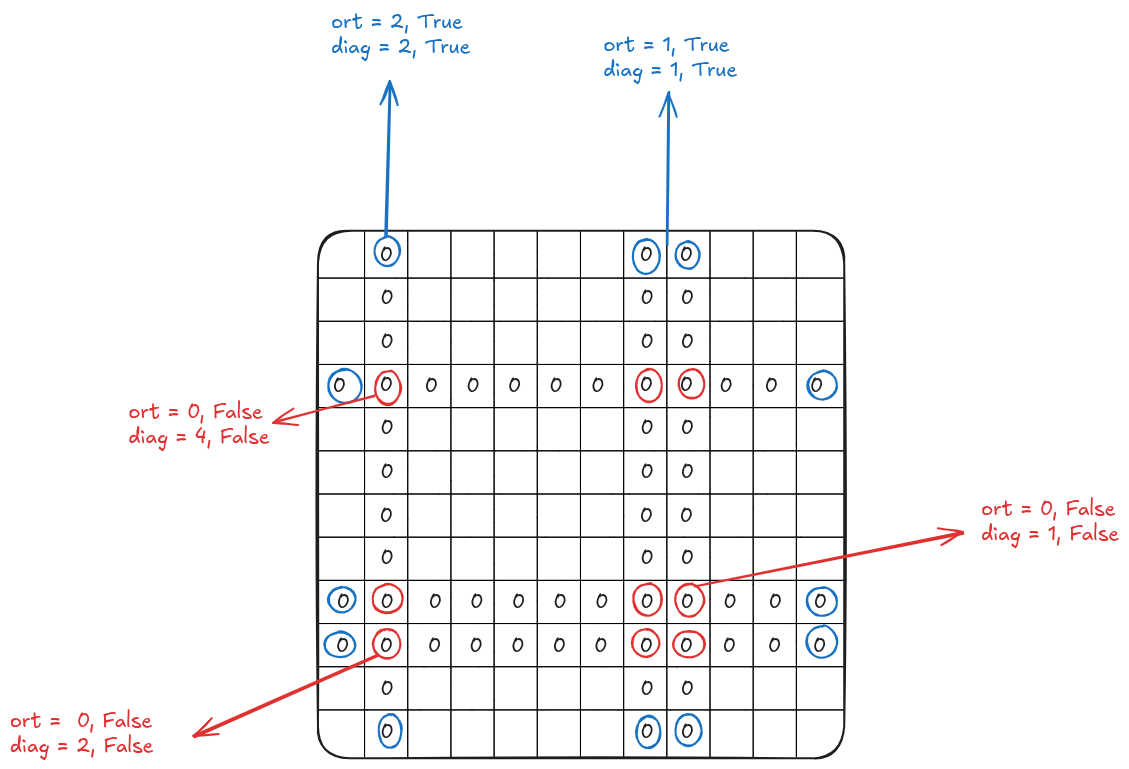 ort = 2, True
diag = 2, True
ort = 1, True
diag = 1, True
0 0 0
0 0 0
0 0 0
0 0 0 0 0 0 0 0 0 0 0 0
ort = 0, False
diag = 4, False
0 0 0
0 0 0
0 0 0
ort = 0, False
diag = 1, False
0 0 0
0 0 0 0 0 0 0 0 0 0 0 0
0 0 0 0 0 0 0 0 0 0 0 0
0 0 0
0 0 0
ort = 0, False
diag = 2, False